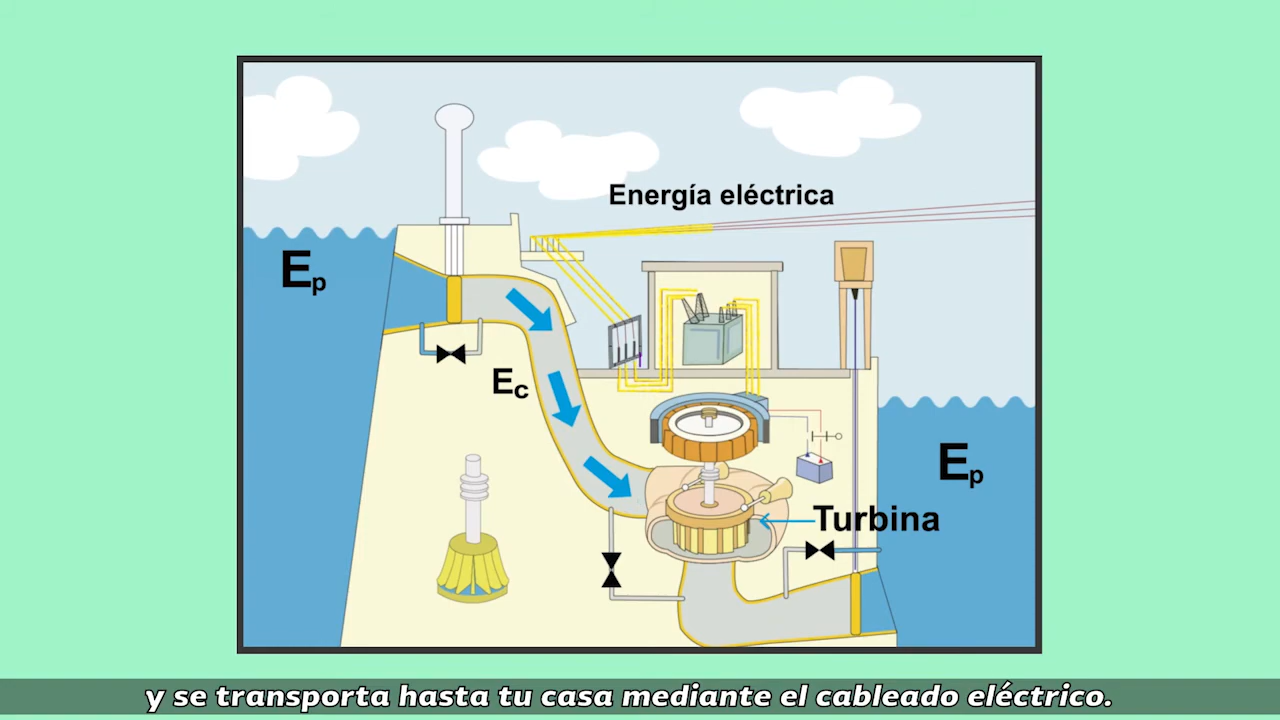 Energía eléctrica
Ep
Ec
Ep
Turbina
y se transporta hasta tu casa mediante el cableado eléctrico.